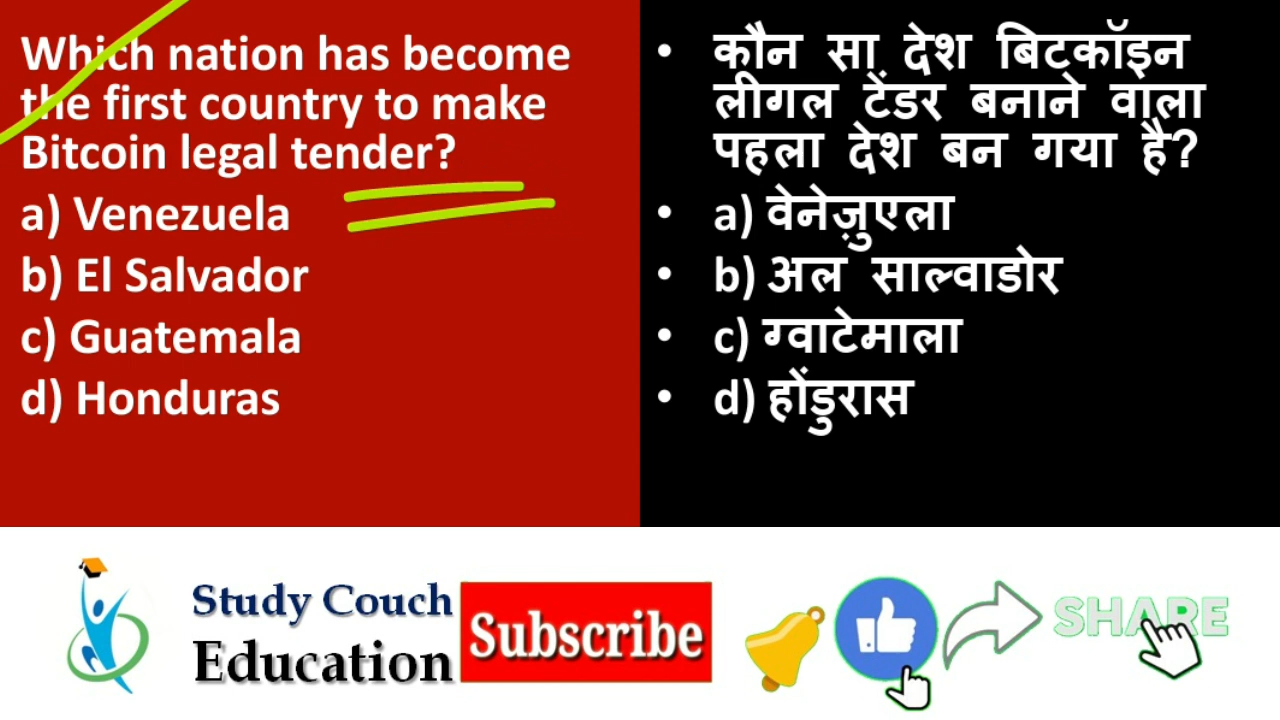 Which nation has become
the first country to make
Bitcoin legal tender?
a) Venezuela
b) El Salvador
c) Guatemala
d) Honduras
• कौन सा देश बिटकॉइन
लीगल टेंडर बनाने वाला
पहला देश बन गया है?
• a) वेनेज़ुएला
• b) अल साल्वाडोर
• c) ग्वाटेमाला
• d) होंडुरास
Study Couch
Education
Subscribe
SHARE